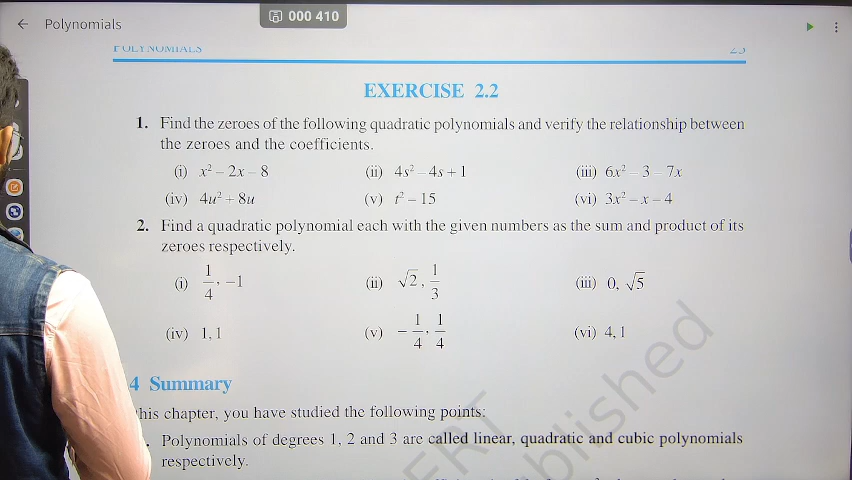 Polynomials
000 410
POLYNOMIALS
EXERCISE 2.2
1. Find the zeroes of the following quadratic polynomials and verify the relationship between
the zeroes and the coefficients.
(i) x² – 2x – 8 (ii) 4s² – 4s + 1 (iii) 6x² – 3 – 7x
(iv) 4u² + 8u (v) t² – 15 (vi) 3x² – x – 4
2. Find a quadratic polynomial each with the given numbers as the sum and product of its
zeroes respectively.
(i) 1/4, –1 (ii) √2, 1/3 (iii) 0, √5
(iv) 1, 1 (v) –1/4, 1/4 (vi) 4, 1
4 Summary
his chapter, you have studied the following points:
Polynomials of degrees 1, 2 and 3 are called linear, quadratic and cubic polynomials
respectively.